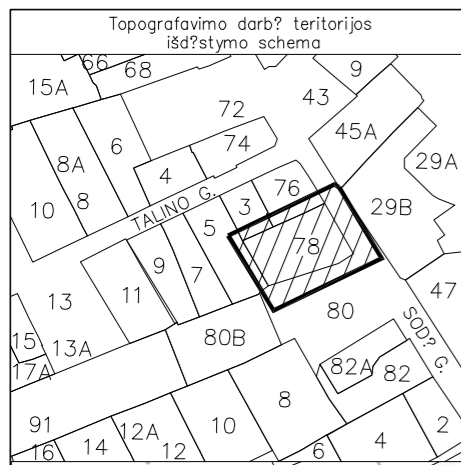 Topografavimo darb? teritorijos
išd?stymo schema
66
68
9
15A
43
72
45A
6
74
8A
29A
4
76
10
8
3
29B
TALINO G.
5
78
9
7
47
13
11
80
15
80B
SOD? G.
13A
17A
82A
82
8
91
10
12A
2
14
4
16
12
6